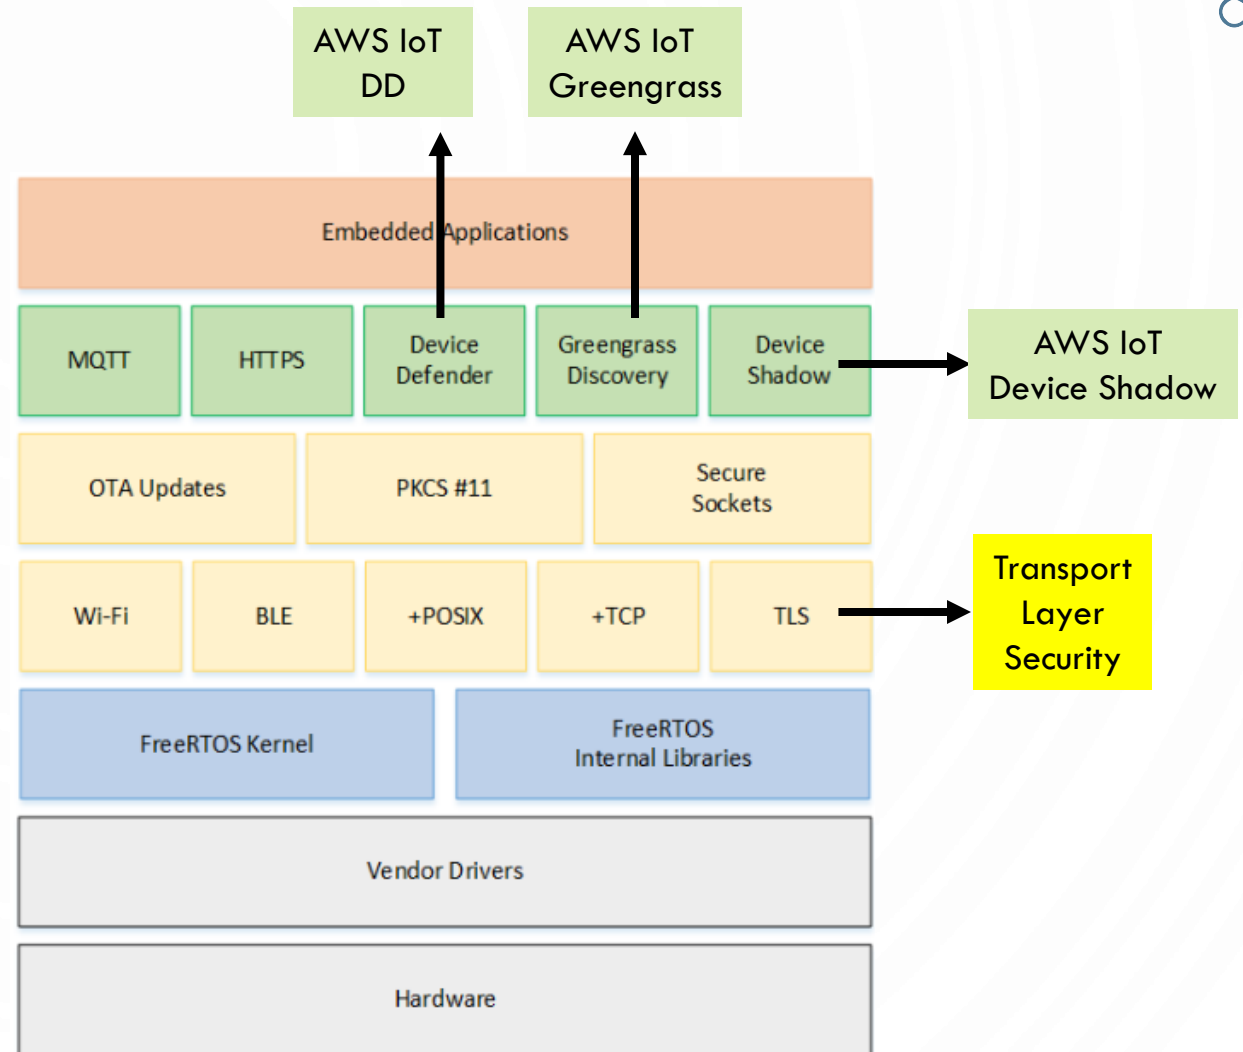 AWS IoT
DD
AWS IoT
Greengrass
Embedded Applications
MQTT
HTTPS
Device
Defender
Greengrass
Discovery
Device
Shadow
AWS IoT
Device Shadow
OTA Updates
PKCS #11
Secure
Sockets
Wi-Fi
BLE
+POSIX
+TCP
TLS
Transport
Layer
Security
FreeRTOS Kernel
FreeRTOS
Internal Libraries
Vendor Drivers
Hardware